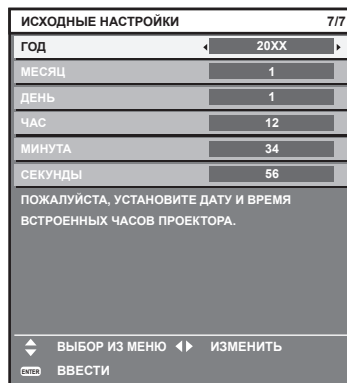 ИСХОДНЫЕ НАСТРОЙКИ 7/7
ГОД 20XX
МЕСЯЦ 1
ДЕНЬ 1
ЧАС 12
МИНУТА 34
СЕКУНДЫ 56
ПОЖАЛУЙСТА, УСТАНОВИТЕ ДАТУ И ВРЕМЯ
ВСТРОЕННЫХ ЧАСОВ ПРОЕКТОРА.
ВЫБОР ИЗ МЕНЮ ИЗМЕНИТЬ
ENTER ВВЕСТИ